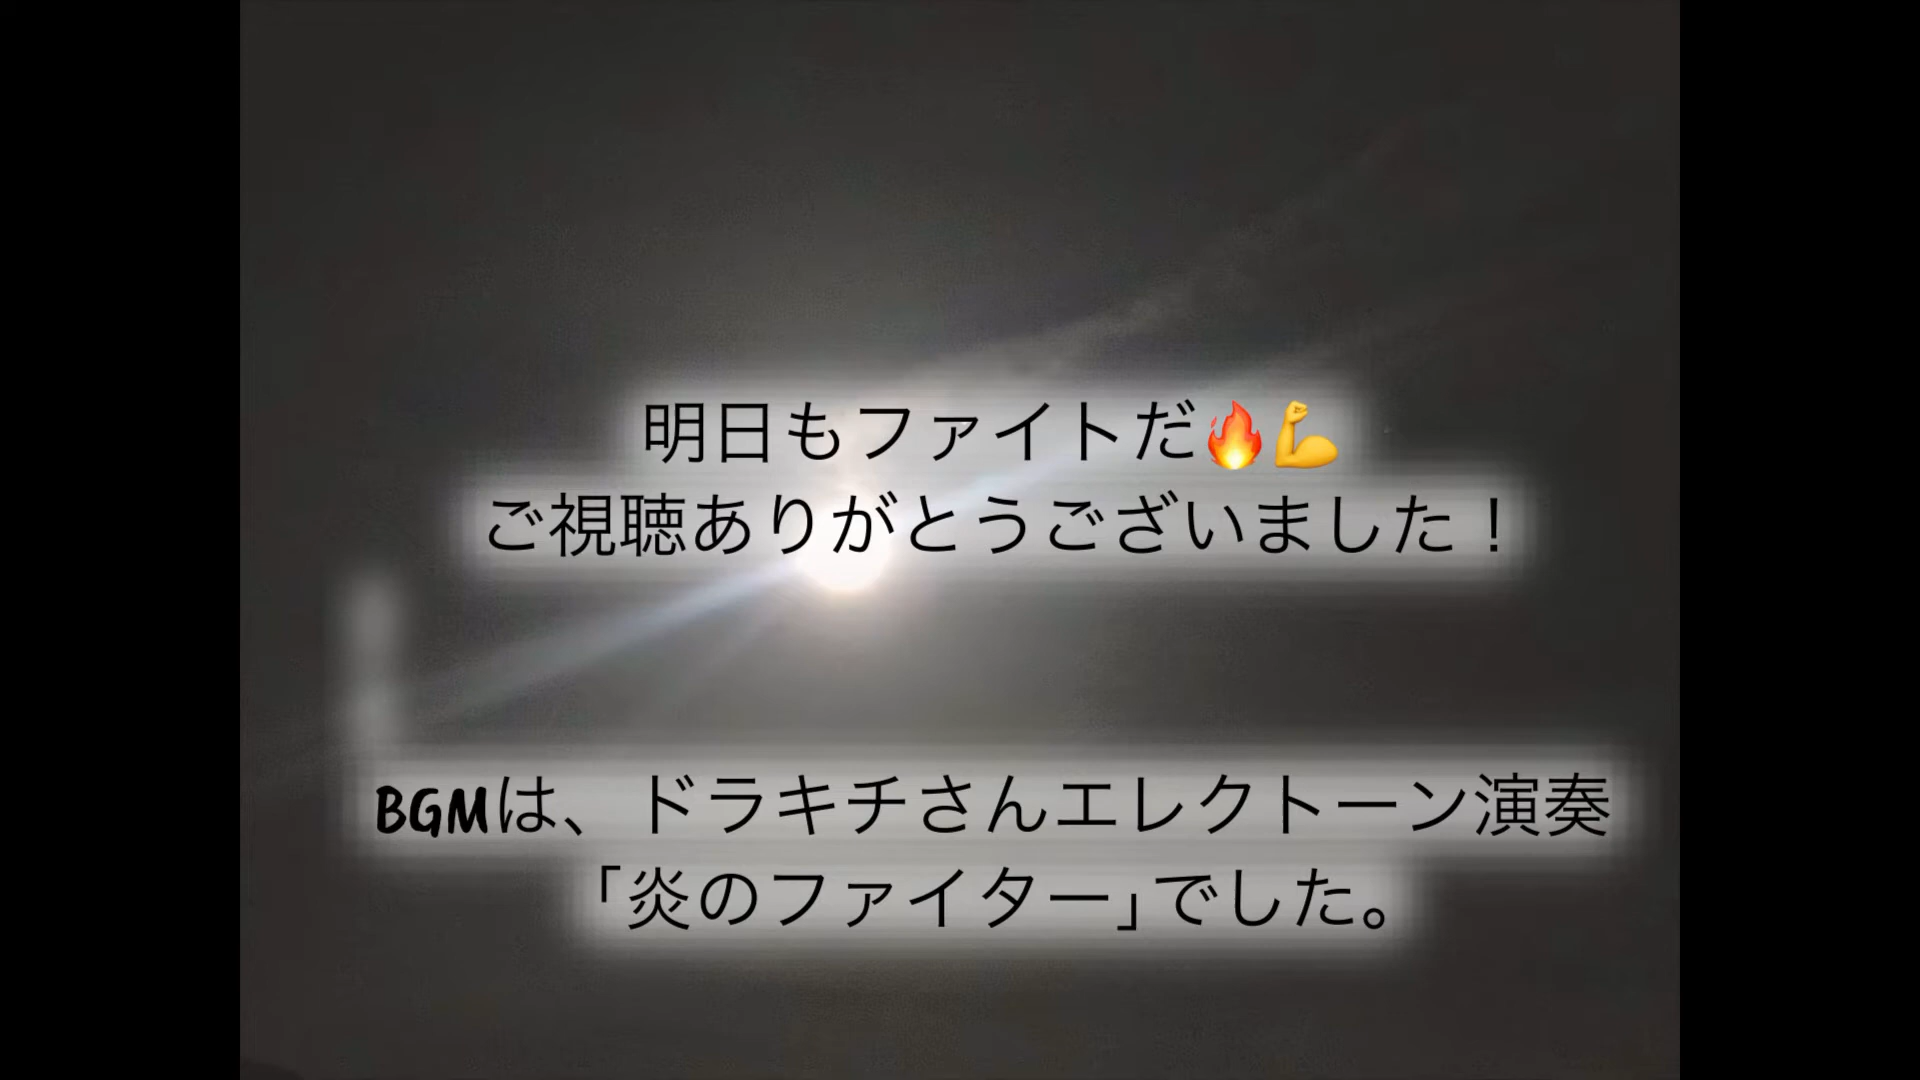 明日もファイトだ🔥💪
ご視聴ありがとうございました！
BGMは、ドラキチさんエレクトーン演奏
「炎のファイター」でした。